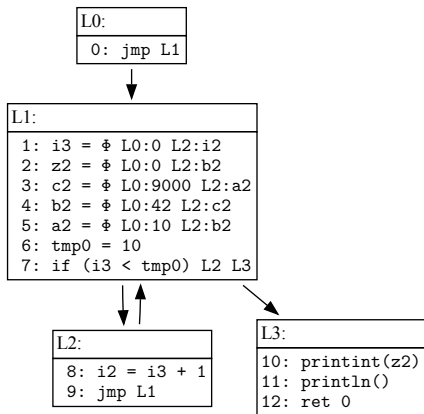 L0:
0: jmp L1
L1:
1: i3 = Φ L0:0 L2:i2
2: z2 = Φ L0:0 L2:b2
3: c2 = Φ L0:9000 L2:a2
4: b2 = Φ L0:42 L2:c2
5: a2 = Φ L0:10 L2:b2
6: tmp0 = 10
7: if (i3 < tmp0) L2 L3
L2:
8: i2 = i3 + 1
9: jmp L1
L3:
10: printint(z2)
11: println()
12: ret 0